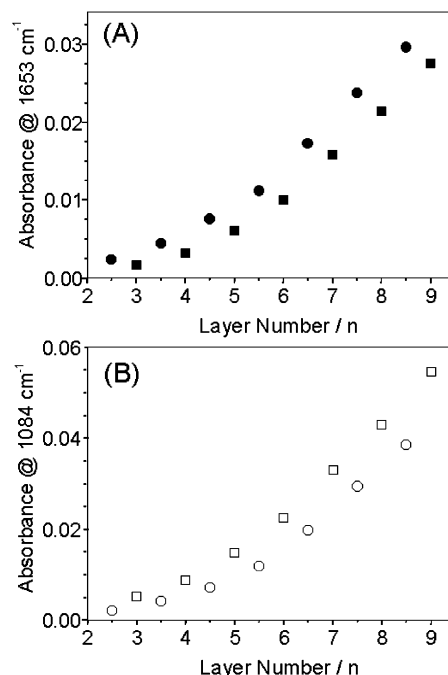 (A)
Absorbance @ 1653 cm⁻¹
0.03
0.02
0.01
0.00
2 3 4 5 6 7 8 9
Layer Number / n
(B)
Absorbance @ 1084 cm⁻¹
0.06
0.04
0.02
0.00
2 3 4 5 6 7 8 9
Layer Number / n